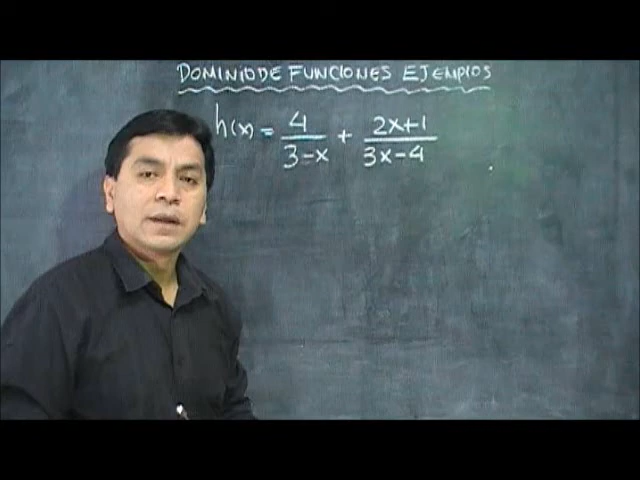 DOMINIO DE FUNCIONES EJEMPLOS
h(x) = 4/(3-x) + (2x+1)/(3x-4)